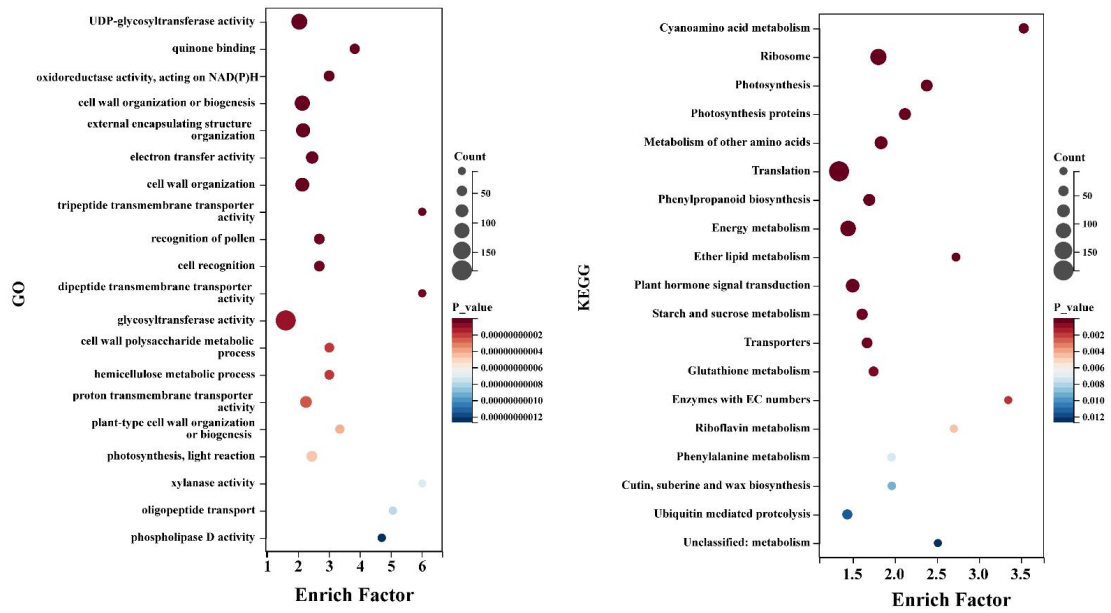 UDP-glycosyltransferase activity
quinone binding
oxidoreductase activity, acting on NAD(P)H
cell wall organization or biogenesis
external encapsulating structure
organization
electron transfer activity
cell wall organization
tripeptide transmembrane transporter
activity
recognition of pollen
cell recognition
dipeptide transmembrane transporter
activity
glycosyltransferase activity
cell wall polysaccharide metabolic
process
hemicellulose metabolic process
proton transmembrane transporter
activity
plant-type cell wall organization
or biogenesis
photosynthesis, light reaction
xylanase activity
oligopeptide transport
phospholipase D activity
GO
1 2 3 4 5 6
Enrich Factor
Count
50
100
150
P_value
0.00000000002
0.00000000004
0.00000000006
0.00000000008
0.00000000010
0.00000000012
Cyanoamino acid metabolism
Ribosome
Photosynthesis
Photosynthesis proteins
Metabolism of other amino acids
Translation
Phenylpropanoid biosynthesis
Energy metabolism
Ether lipid metabolism
Plant hormone signal transduction
Starch and sucrose metabolism
Transporters
Glutathione metabolism
Enzymes with EC numbers
Riboflavin metabolism
Phenylalanine metabolism
Cutin, suberine and wax biosynthesis
Ubiquitin mediated proteolysis
Unclassified: metabolism
KEGG
1.5 2.0 2.5 3.0 3.5
Enrich Factor
Count
50
100
150
P_value
0.002
0.004
0.006
0.008
0.010
0.012